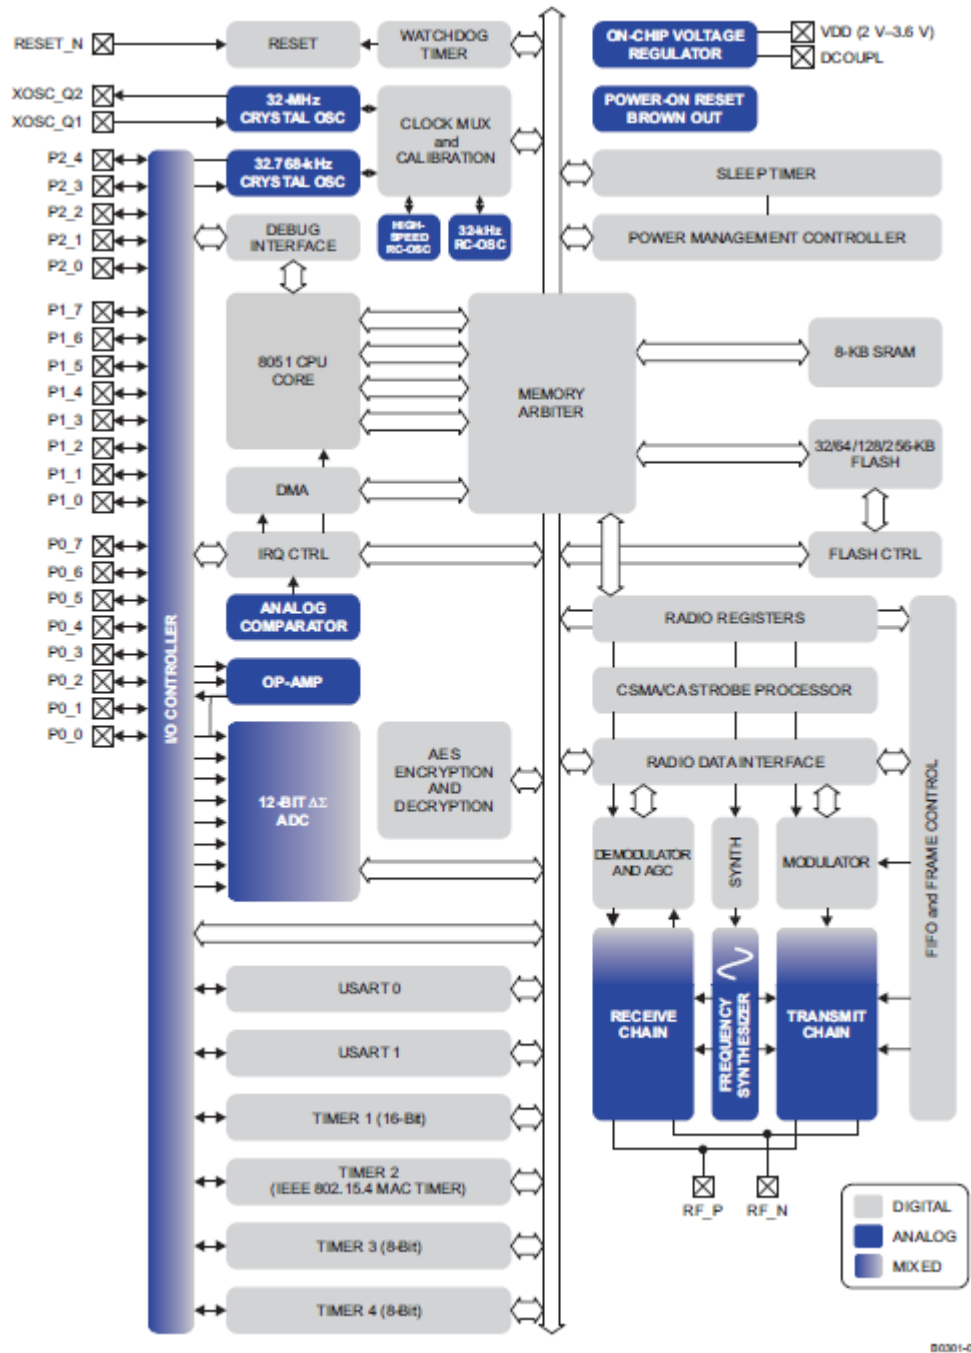 RESET_N
RESET
WATCHDOG
TIMER
ON-CHIP VOLTAGE
REGULATOR
VDD (2 V–3.6 V)
DCOUPL
XOSC_Q2
XOSC_Q1
32-MHz
CRYSTAL OSC
CLOCK MUX
and
CALIBRATION
POWER-ON RESET
BROWN OUT
P2_4
P2_3
P2_2
P2_1
P2_0
32.768-kHz
CRYSTAL OSC
SLEEP TIMER
HIGH-
SPEED
RC-OSC
32-kHz
RC-OSC
DEBUG
INTERFACE
POWER MANAGEMENT CONTROLLER
P1_7
P1_6
P1_5
P1_4
P1_3
P1_2
P1_1
P1_0
8051 CPU
CORE
MEMORY
ARBITER
8-KB SRAM
32/64/128/256-KB
FLASH
DMA
P0_7
P0_6
P0_5
P0_4
P0_3
P0_2
P0_1
P0_0
IRQ CTRL
FLASH CTRL
ANALOG
COMPARATOR
RADIO REGISTERS
I/O CONTROLLER
OP-AMP
CSMA/CA STROBE PROCESSOR
12-BIT ΔΣ
ADC
AES
ENCRYPTION
AND
DECRYPTION
RADIO DATA INTERFACE
FIFO and FRAME CONTROL
DEMODULATOR
AND AGC
SYNTH
MODULATOR
RECEIVE
CHAIN
FREQUENCY
SYNTHESIZER
TRANSMIT
CHAIN
USART 0
USART 1
TIMER 1 (16-Bit)
TIMER 2
(IEEE 802.15.4 MAC TIMER)
TIMER 3 (8-Bit)
TIMER 4 (8-Bit)
RF_P
RF_N
DIGITAL
ANALOG
MIXED